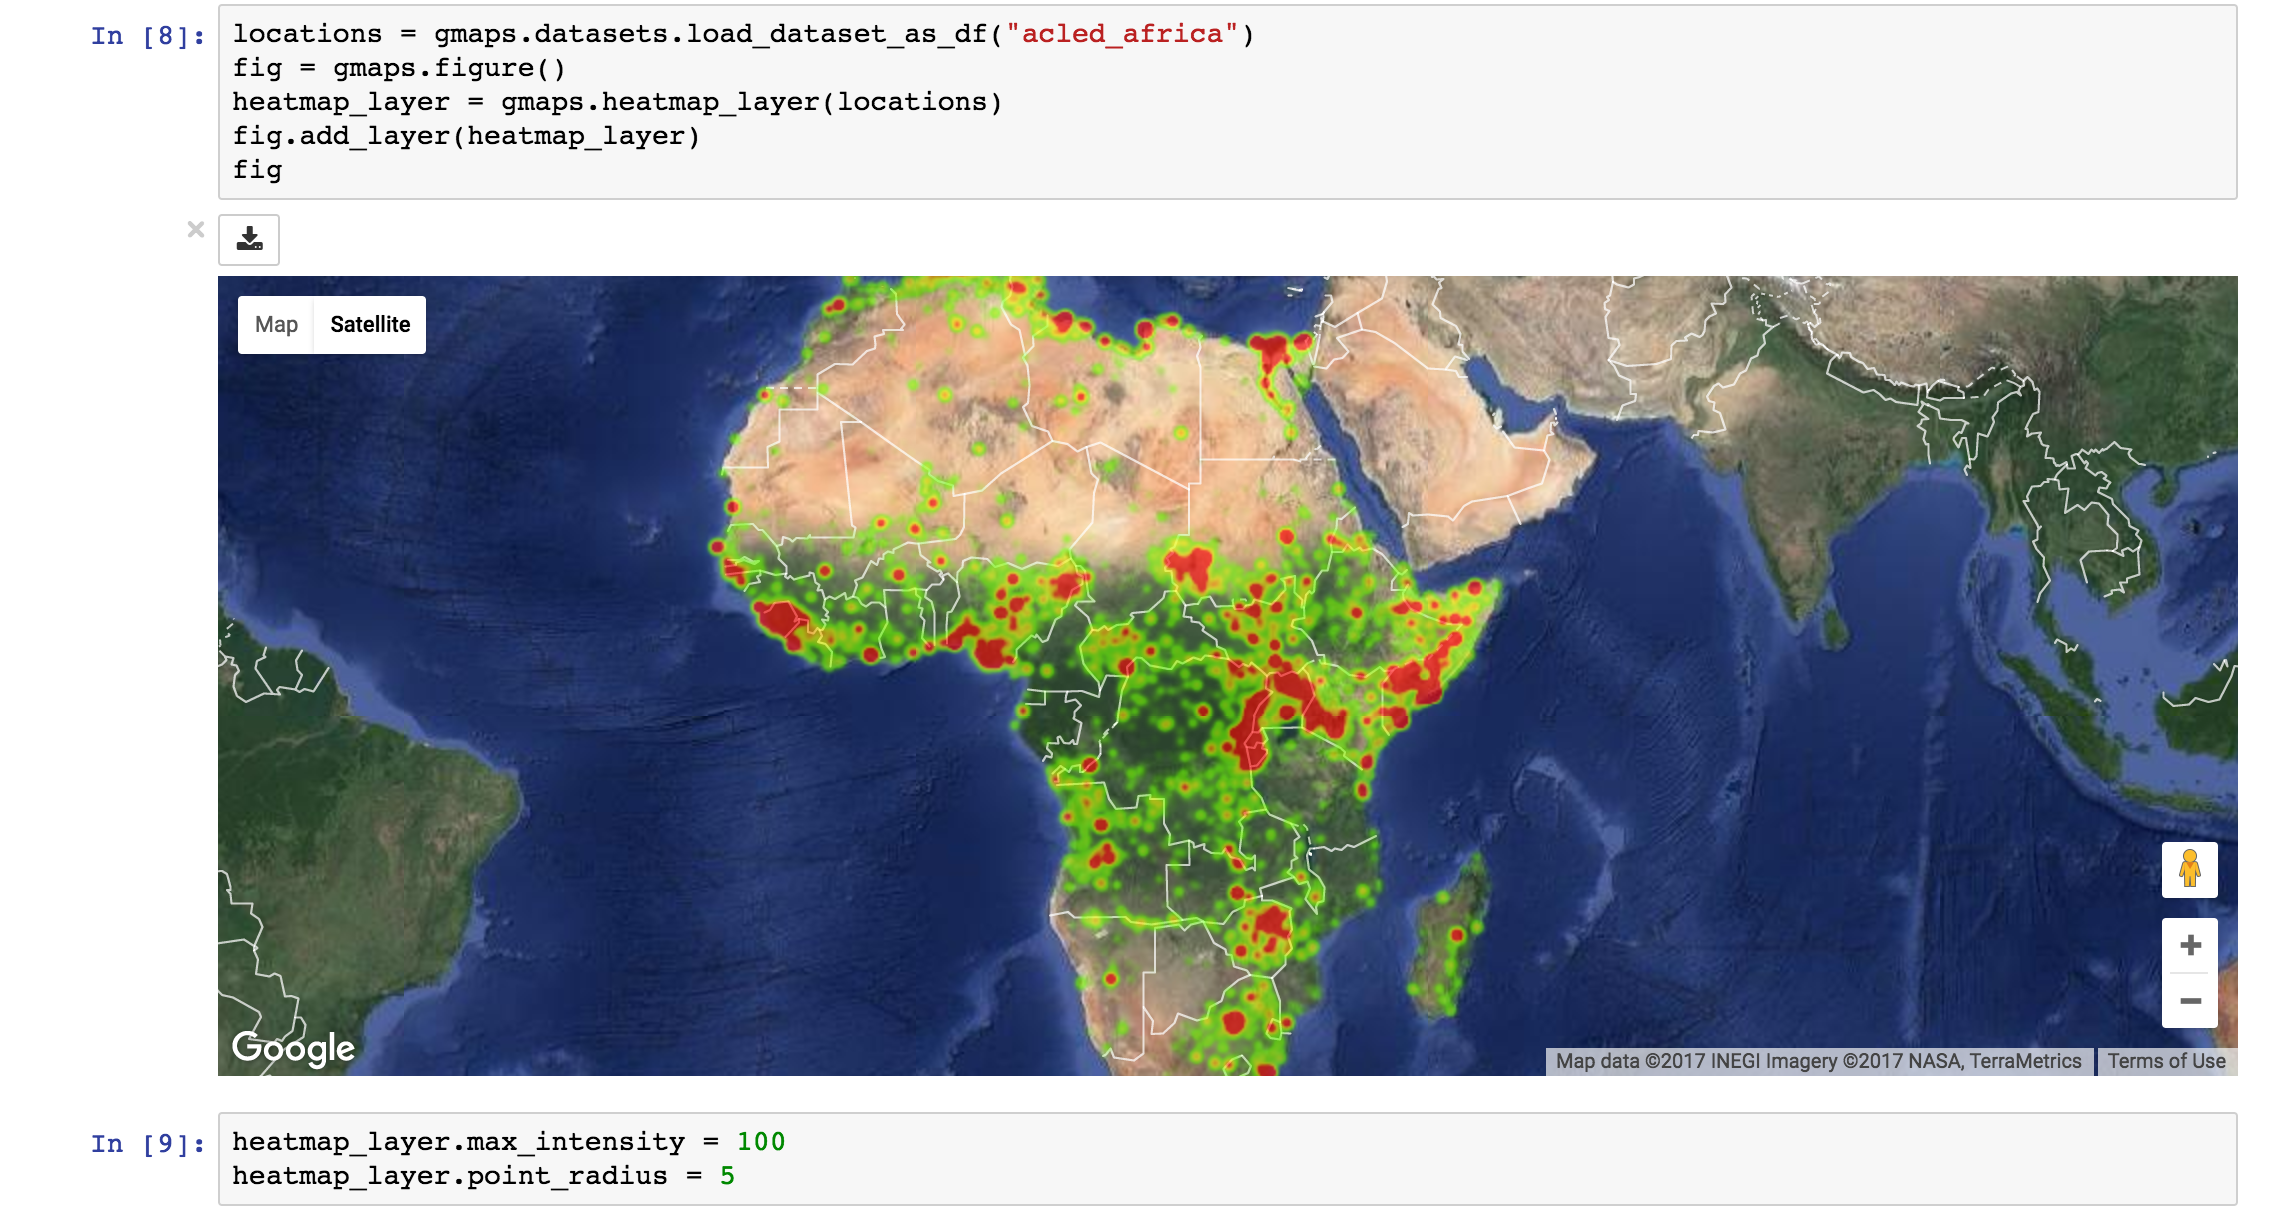 In [8]:
locations = gmaps.datasets.load_dataset_as_df("acled_africa")
fig = gmaps.figure()
heatmap_layer = gmaps.heatmap_layer(locations)
fig.add_layer(heatmap_layer)
fig
Map Satellite
Google
Map data ©2017 INEGI Imagery ©2017 NASA, TerraMetrics
Terms of Use
In [9]:
heatmap_layer.max_intensity = 100
heatmap_layer.point_radius = 5